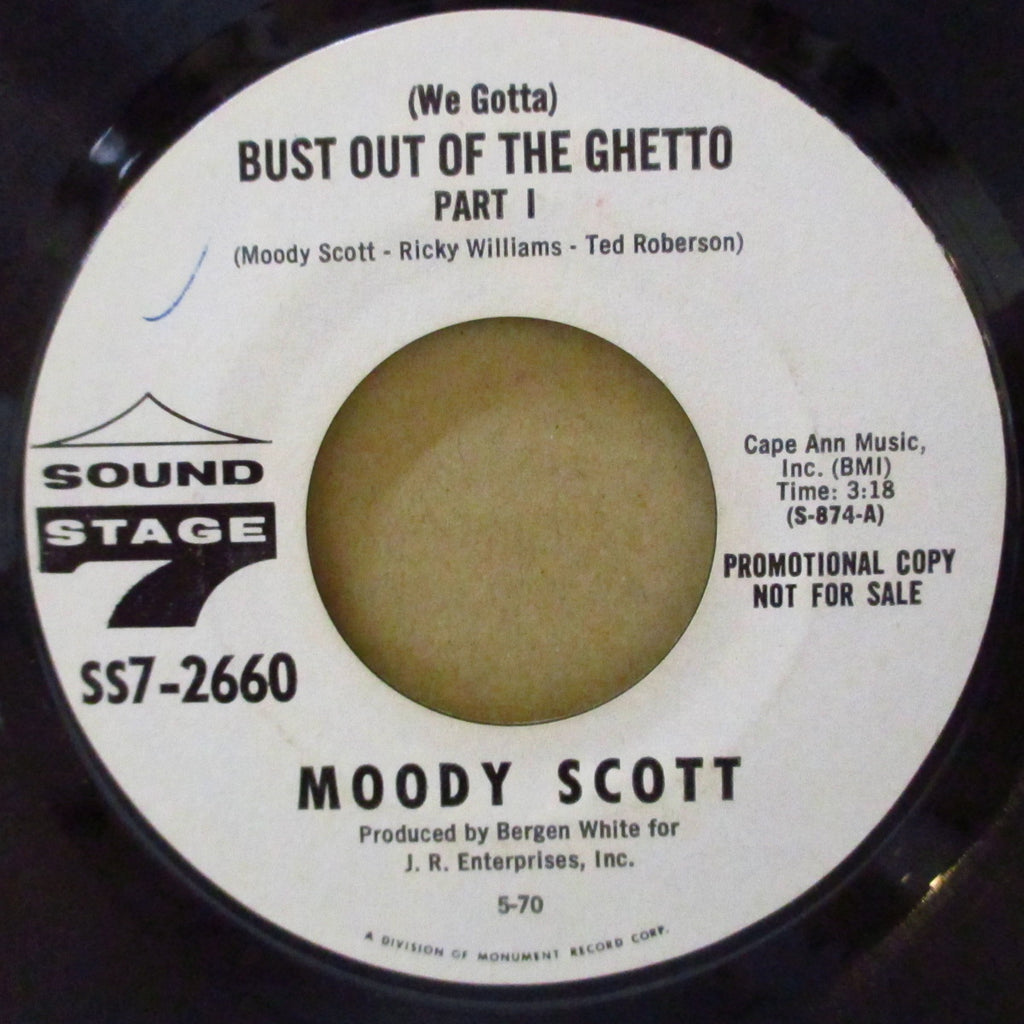 (We Gotta)
BUST OUT OF THE GHETTO
PART I
(Moody Scott - Ricky Williams - Ted Roberson)
SOUND
STAGE
7
SS7-2660
Cape Ann Music,
Inc. (BMI)
Time: 3:18
(S-874-A)
PROMOTIONAL COPY
NOT FOR SALE
MOODY SCOTT
Produced by Bergen White for
J. R. Enterprises, Inc.
5-70
A DIVISION OF MONUMENT RECORD CORP.